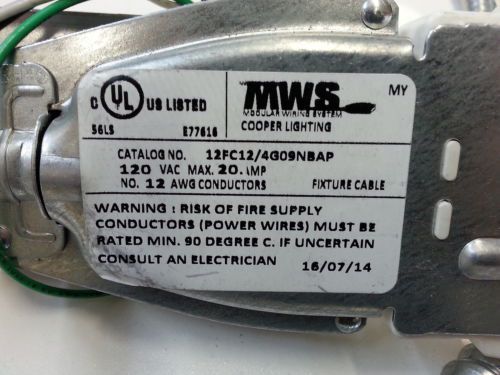 C UL US LISTED
56LS E77616
MWS
MODULAR WIRING SYSTEM
COOPER LIGHTING
MY
CATALOG NO. 12FC12/4G09NBAP
120 VAC MAX. 20. AMP
NO. 12 AWG CONDUCTORS FIXTURE CABLE
WARNING : RISK OF FIRE SUPPLY
CONDUCTORS (POWER WIRES) MUST BE
RATED MIN. 90 DEGREE C. IF UNCERTAIN
CONSULT AN ELECTRICIAN 16/07/14